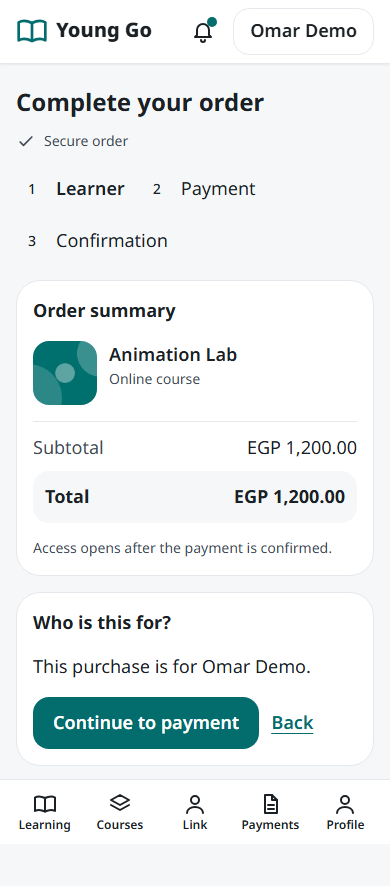 Young Go
Omar Demo
Complete your order
Secure order
1 Learner 2 Payment
3 Confirmation
Order summary
Animation Lab
Online course
Subtotal EGP 1,200.00
Total EGP 1,200.00
Access opens after the payment is confirmed.
Who is this for?
This purchase is for Omar Demo.
Continue to payment Back
Learning Courses Link Payments Profile